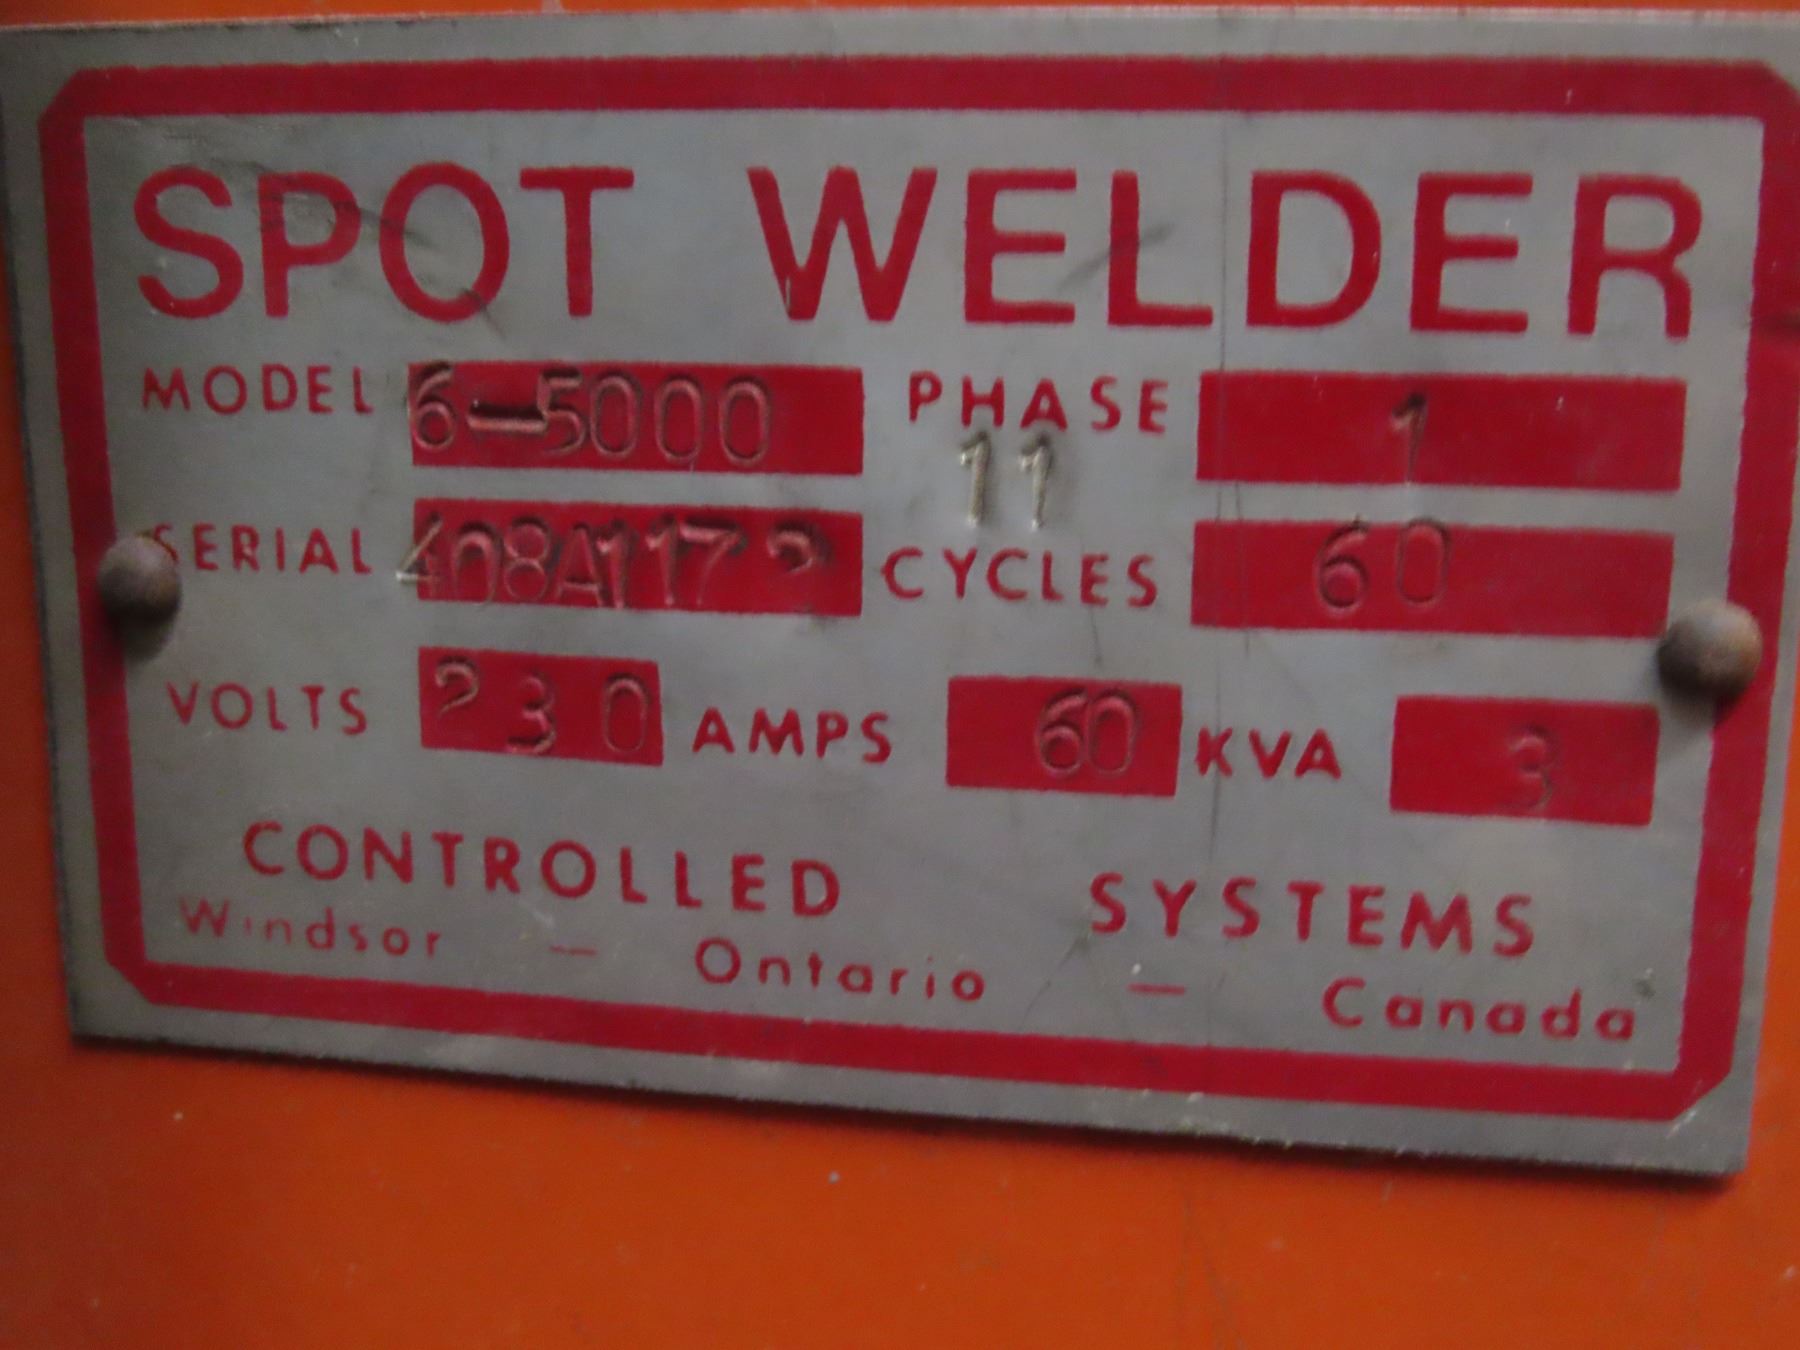 SPOT WELDER
MODEL 6-5000 PHASE 1
11
SERIAL 408A1172 CYCLES 60
VOLTS 230 AMPS 60 KVA 3
CONTROLLED SYSTEMS
Windsor - Ontario - Canada